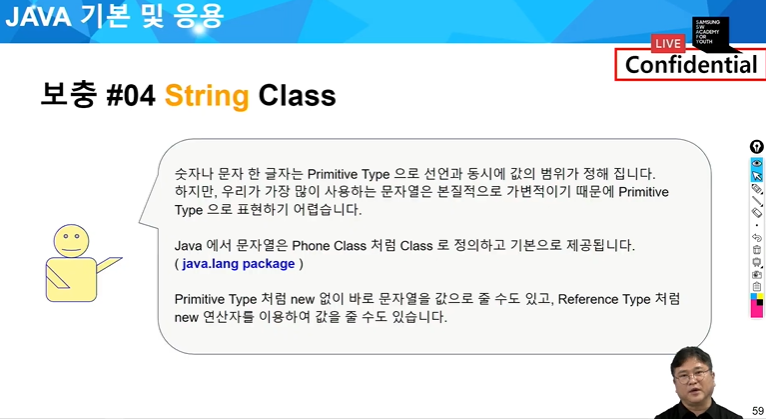 JAVA 기본 및 응용
SAMSUNG
SW
ACADEMY
FOR
YOUTH
LIVE
Confidential
보충 #04 String Class
숫자나 문자 한 글자는 Primitive Type 으로 선언과 동시에 값의 범위가 정해 집니다.
하지만, 우리가 가장 많이 사용하는 문자열은 본질적으로 가변적이기 때문에 Primitive
Type 으로 표현하기 어렵습니다.
Java 에서 문자열은 Phone Class 처럼 Class 로 정의하고 기본으로 제공됩니다.
( java.lang package )
Primitive Type 처럼 new 없이 바로 문자열을 값으로 줄 수도 있고, Reference Type 처럼
new 연산자를 이용하여 값을 줄 수도 있습니다.
59